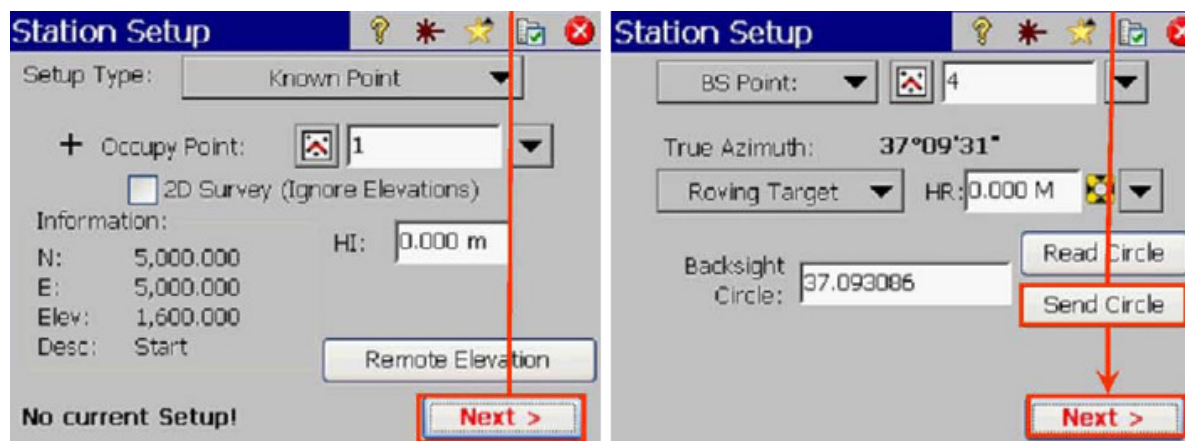 Station Setup
Setup Type: Known Point
Occupy Point: 1
2D Survey (Ignore Elevations)
Information:
HI: 0.000 m
N: 5,000.000
E: 5,000.000
Elev: 1,600.000
Desc: Start
Remote Elevation
No current Setup!
Next >
Station Setup
BS Point: 4
True Azimuth: 37°09'31"
Roving Target HR: 0.000 M
Read Circle
Backsight
Circle: 37.093086
Send Circle
Next >